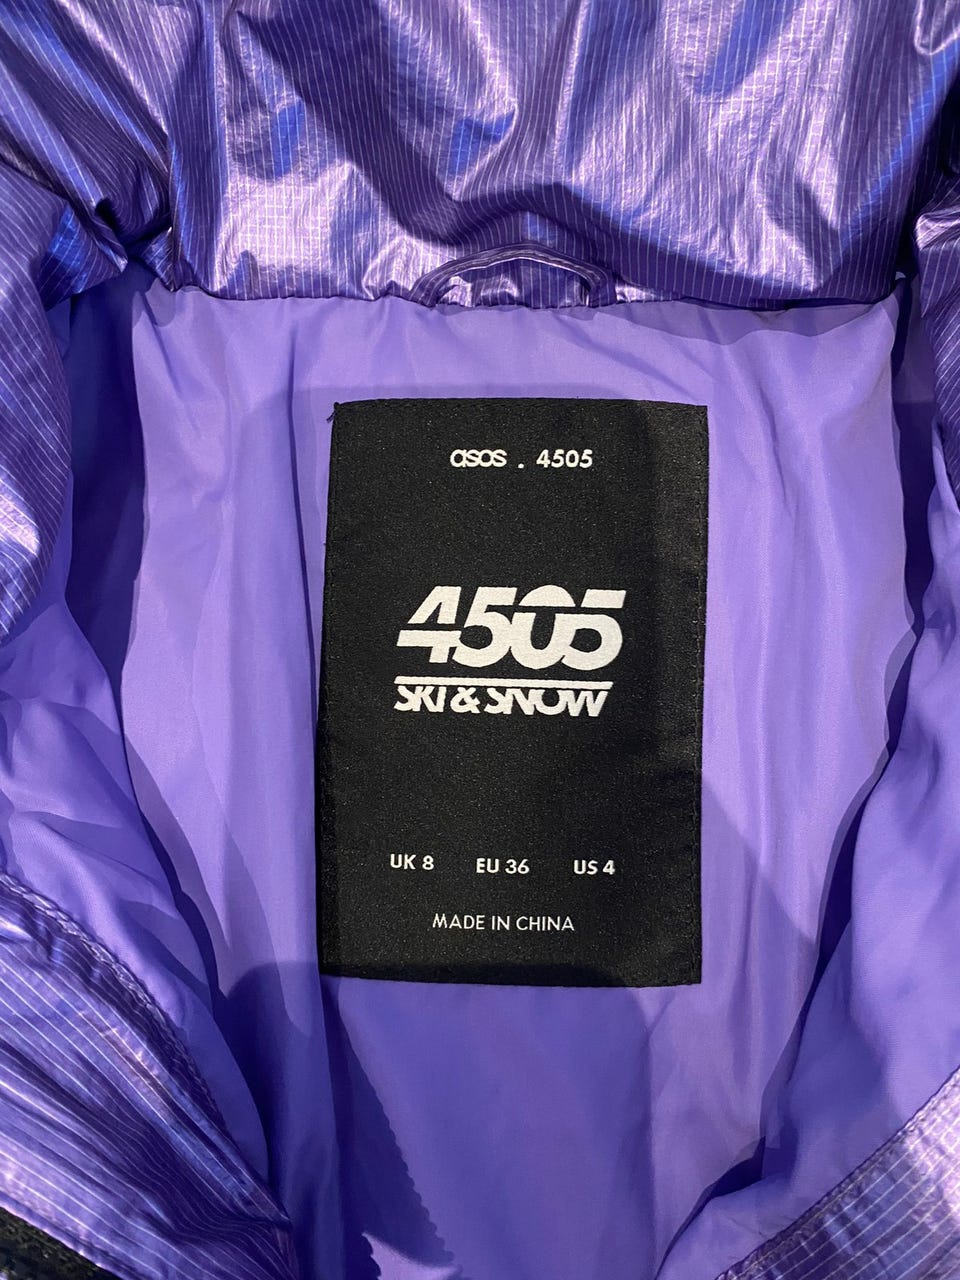 asos . 4505
4505
SKI & SNOW
UK 8 EU 36 US 4
MADE IN CHINA